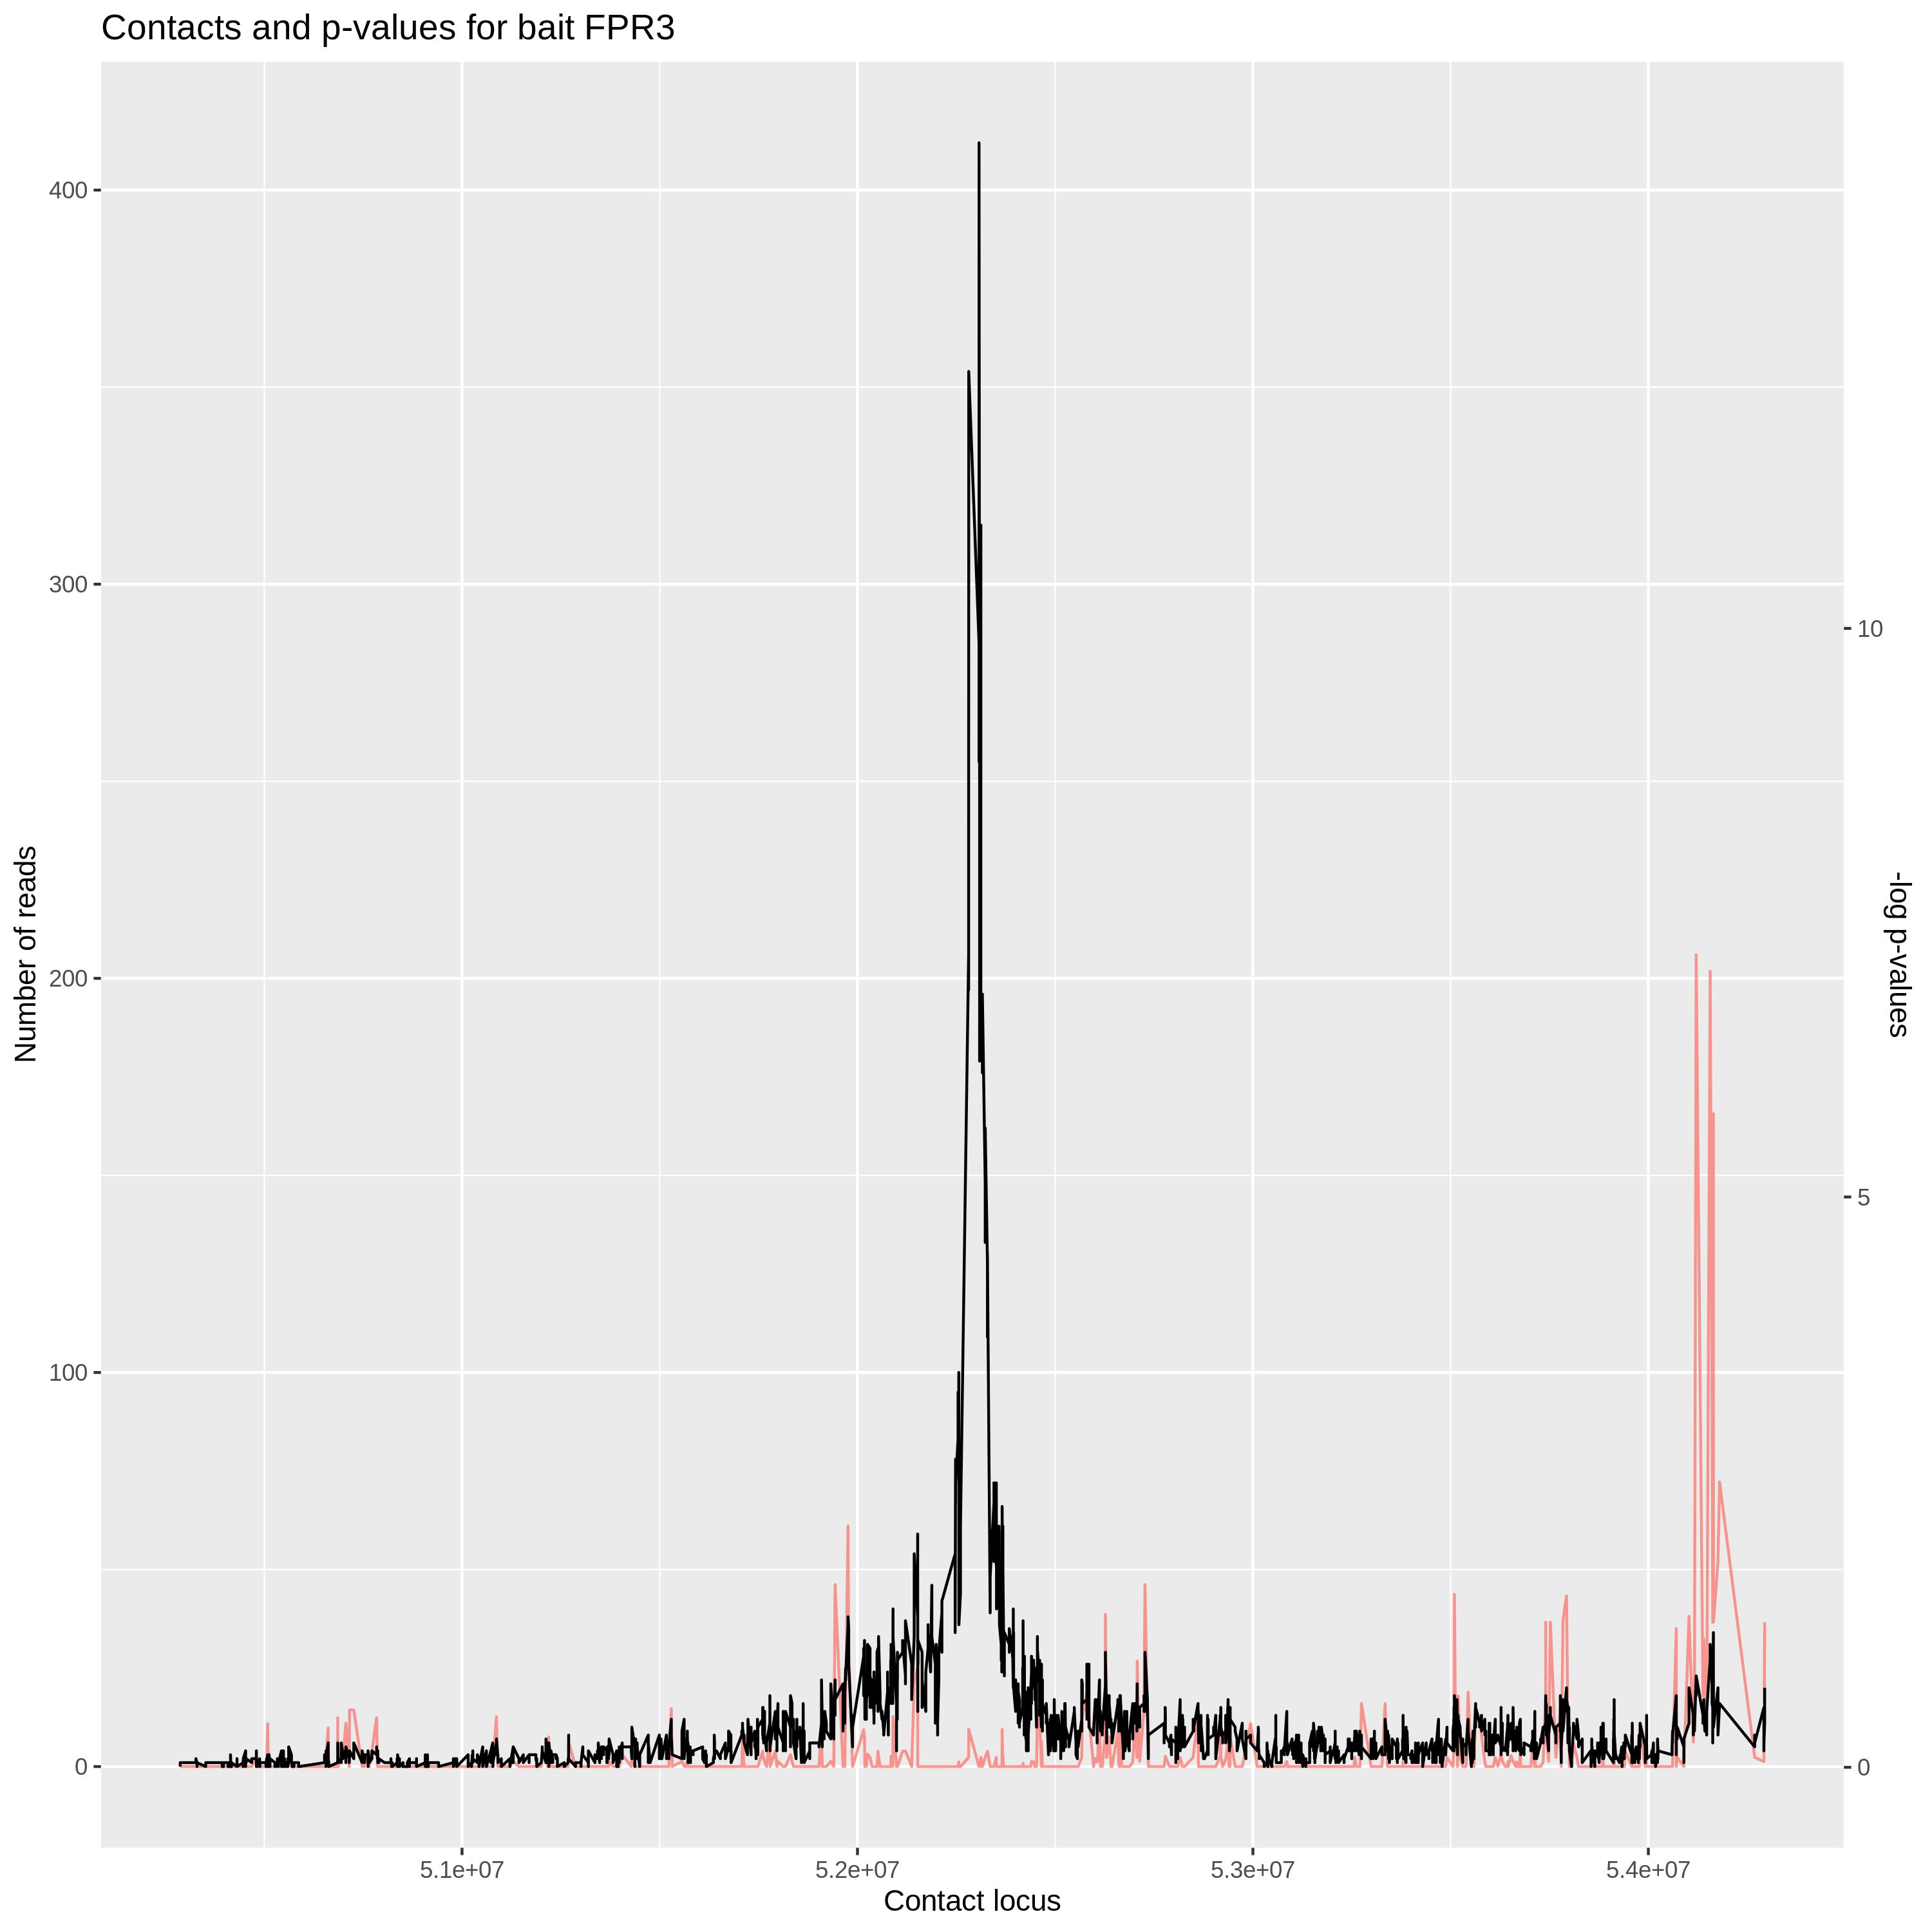 Contacts and p-values for bait FPR3
400
300
200
100
0
Number of reads
10
5
0
-log p-values
5.1e+07
5.2e+07
5.3e+07
5.4e+07
Contact locus